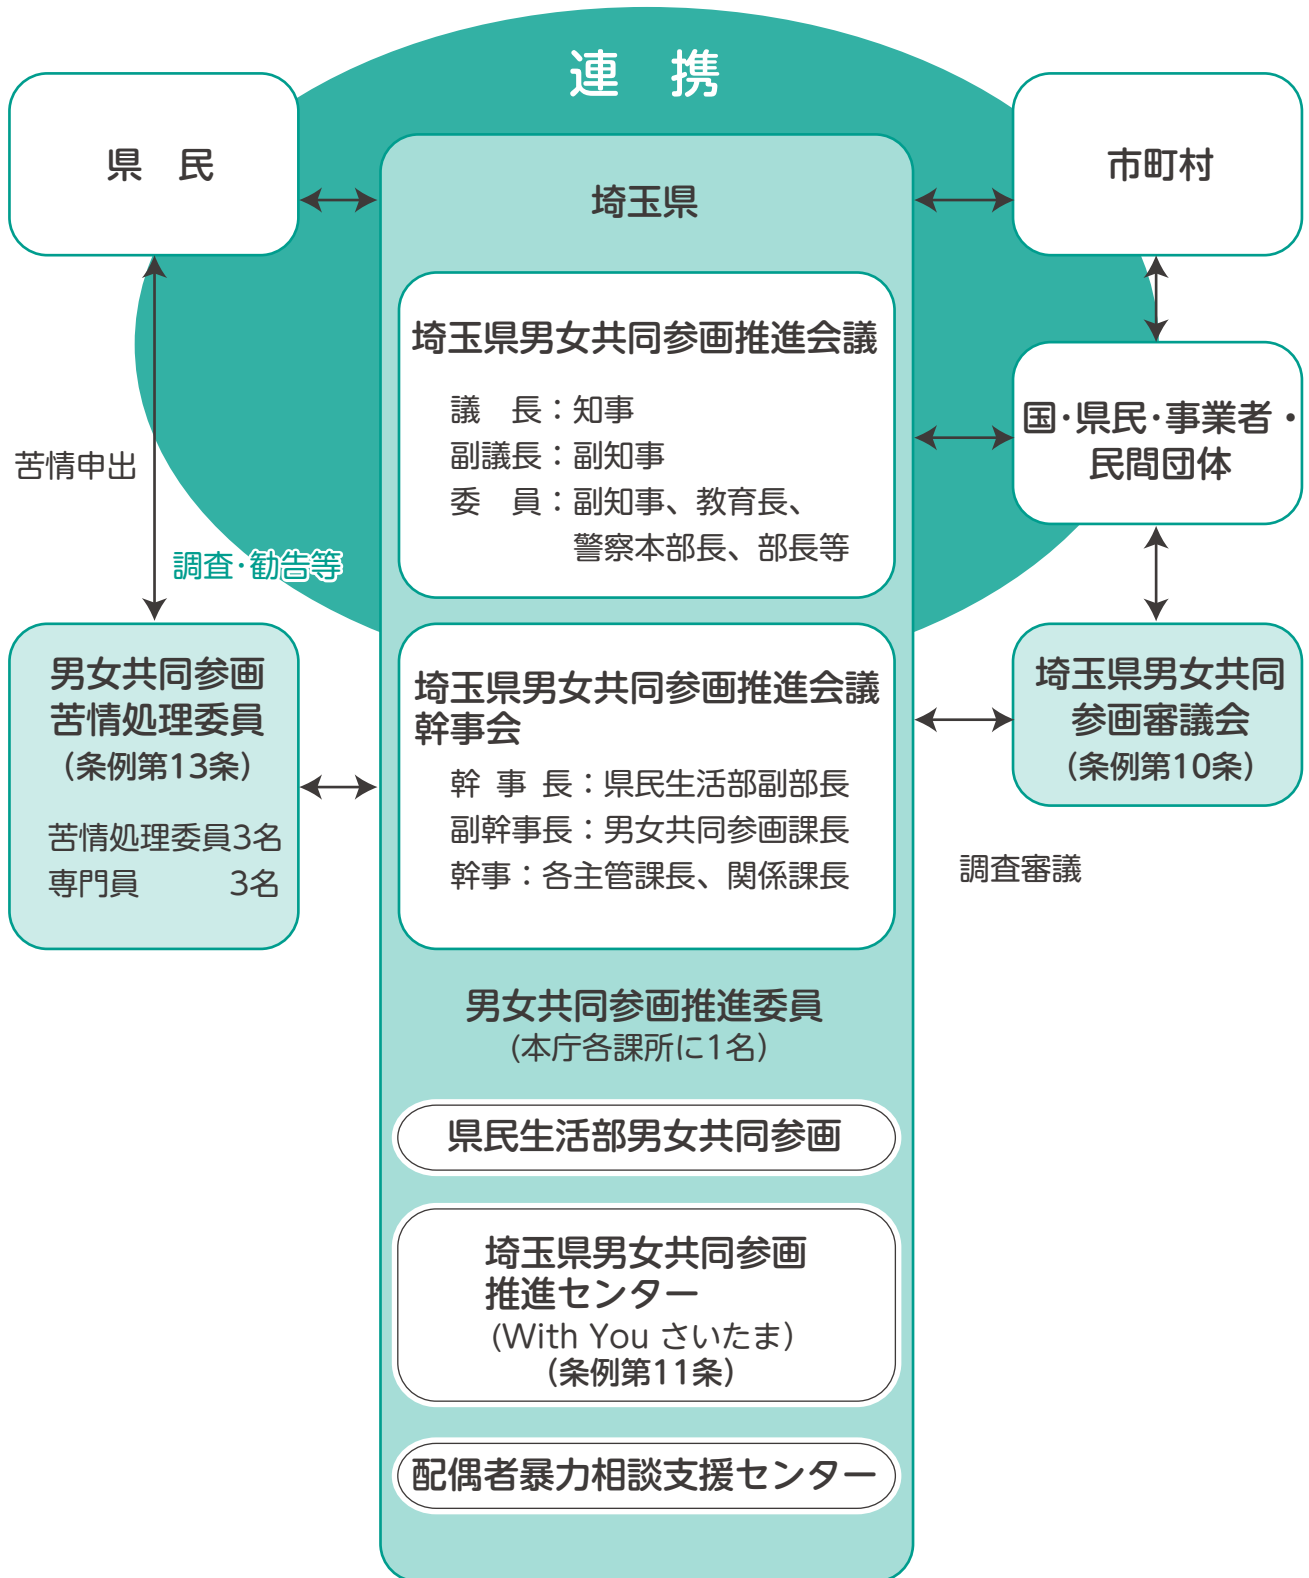 連　携
県　民
埼玉県
市町村
埼玉県男女共同参画推進会議
議　長：知事
副議長：副知事
委　員：副知事、教育長、
警察本部長、部長等
国･県民･事業者・
民間団体
苦情申出
調査･勧告等
男女共同参画
苦情処理委員
（条例第13条）
苦情処理委員3名
専門員　　　3名
埼玉県男女共同参画推進会議
幹事会
幹 事 長：県民生活部副部長
副幹事長：男女共同参画課長
幹事：各主管課長、関係課長
埼玉県男女共同
参画審議会
（条例第10条）
調査審議
男女共同参画推進委員
(本庁各課所に1名）
県民生活部男女共同参画
埼玉県男女共同参画
推進センター
(With You さいたま）
（条例第11条）
配偶者暴力相談支援センター